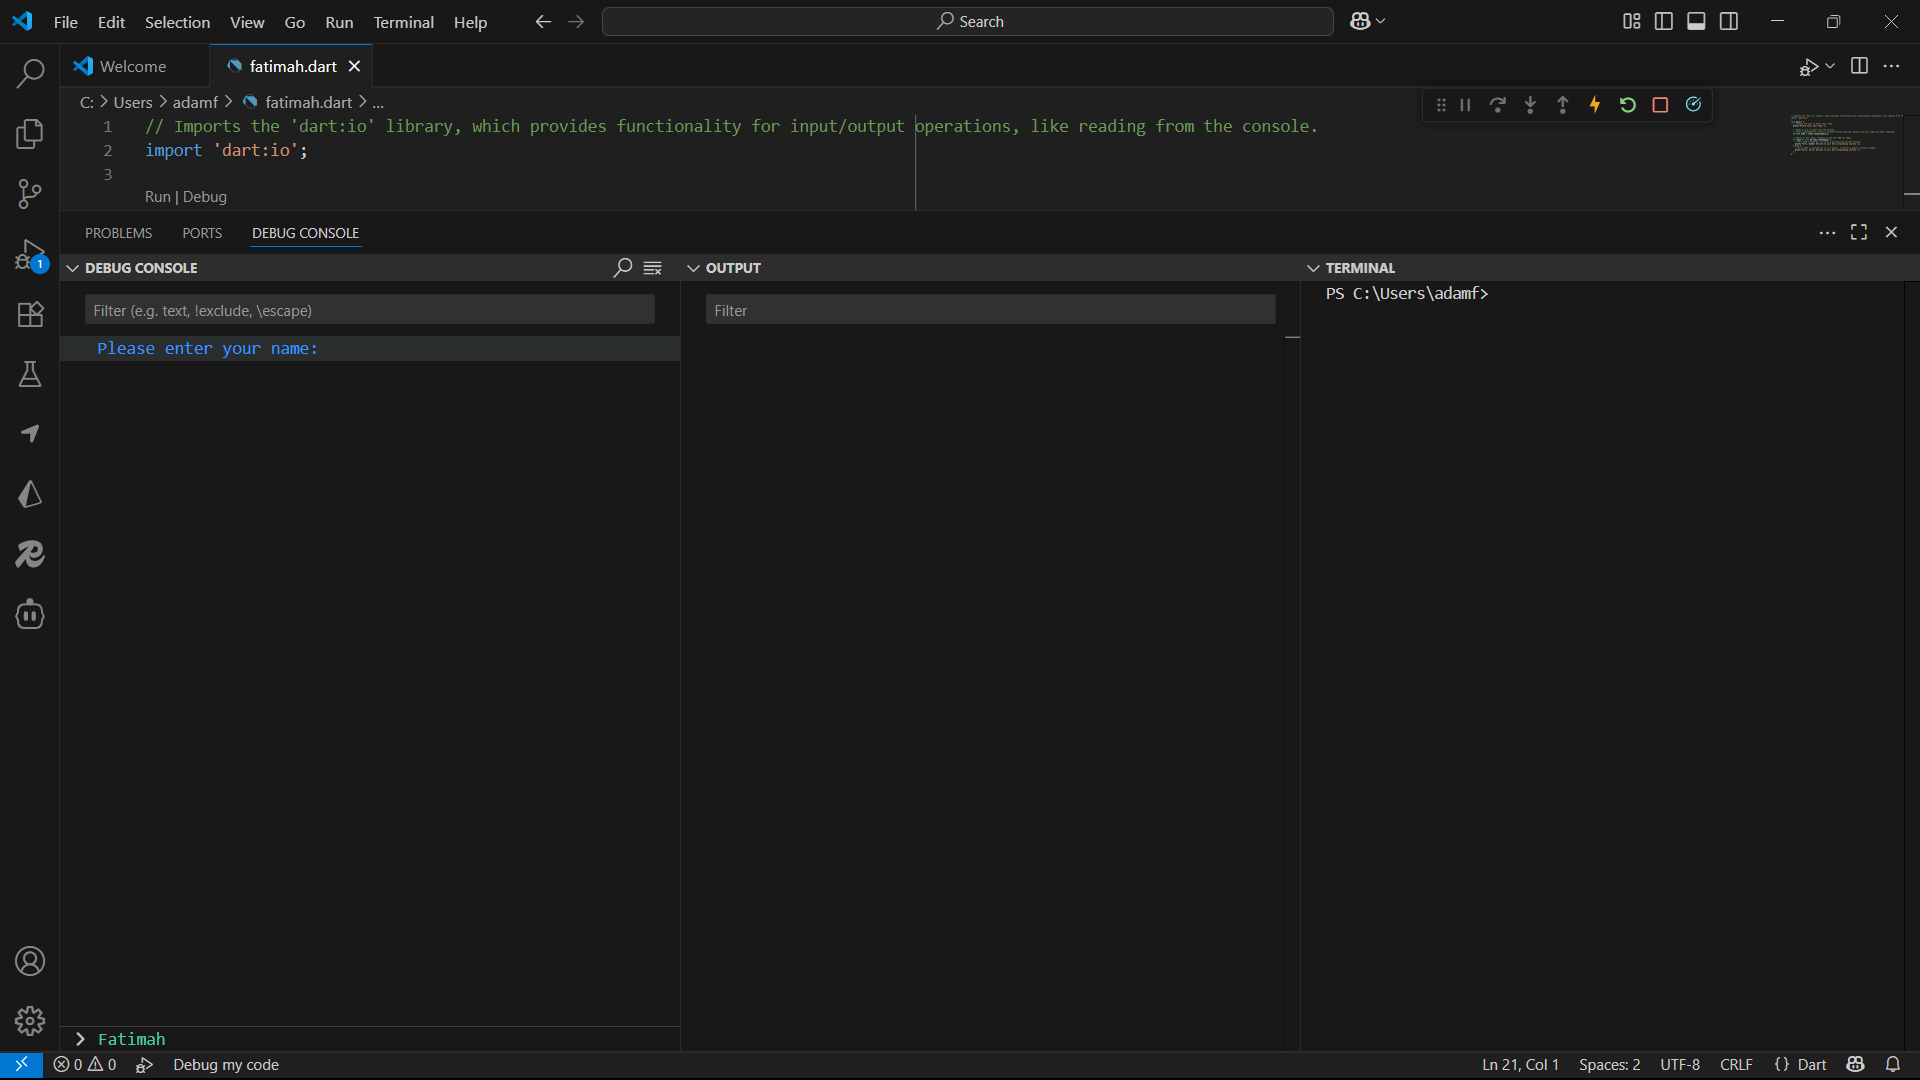 File Edit Selection View Go Run Terminal Help Search
Welcome fatimah.dart
C: Users adamf fatimah.dart ...
1 // Imports the 'dart:io' library, which provides functionality for input/output operations, like reading from the console.
2 import 'dart:io';
3
Run | Debug
PROBLEMS PORTS DEBUG CONSOLE
DEBUG CONSOLE OUTPUT TERMINAL
Filter (e.g. text, !exclude, \escape) Filter PS C:\Users\adamf>
Please enter your name:
1
> Fatimah
0 0 Debug my code Ln 21, Col 1 Spaces: 2 UTF-8 CRLF {} Dart